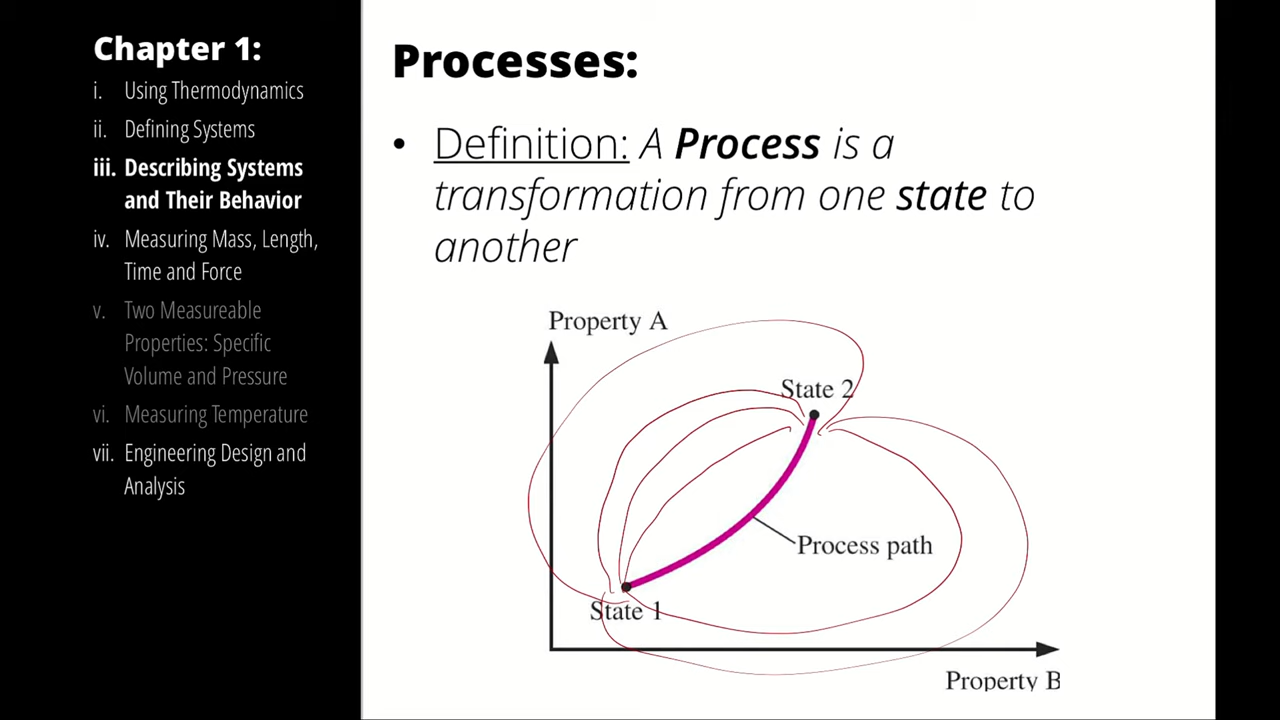 Chapter 1:
i. Using Thermodynamics
ii. Defining Systems
iii. Describing Systems
and Their Behavior
iv. Measuring Mass, Length,
Time and Force
v. Two Measureable
Properties: Specific
Volume and Pressure
vi. Measuring Temperature
vii. Engineering Design and
Analysis
Processes:
• Definition: A Process is a
transformation from one state to
another
Property A
State 2
Process path
State 1
Property B